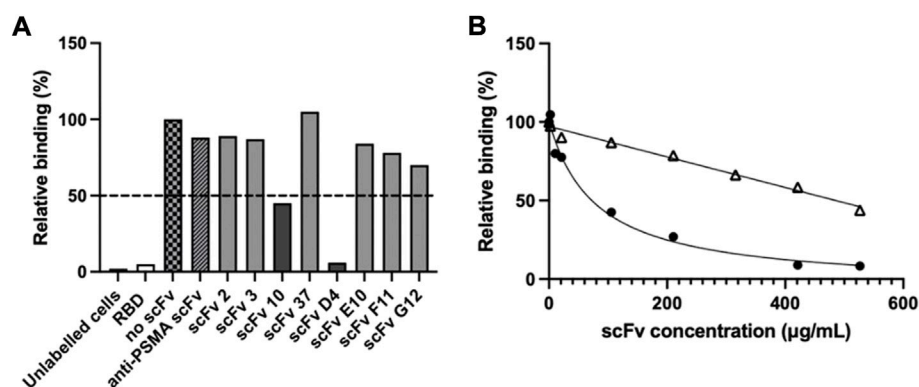 A
Relative binding (%)
150
100
50
0
Unlabelled cells
RBD
no scFv
anti-PSMA scFv
scFv 2
scFv 3
scFv 10
scFv 37
scFv D4
scFv E10
scFv F11
scFv G12
B
Relative binding (%)
150
100
50
0
0
200
400
600
scFv concentration (µg/mL)